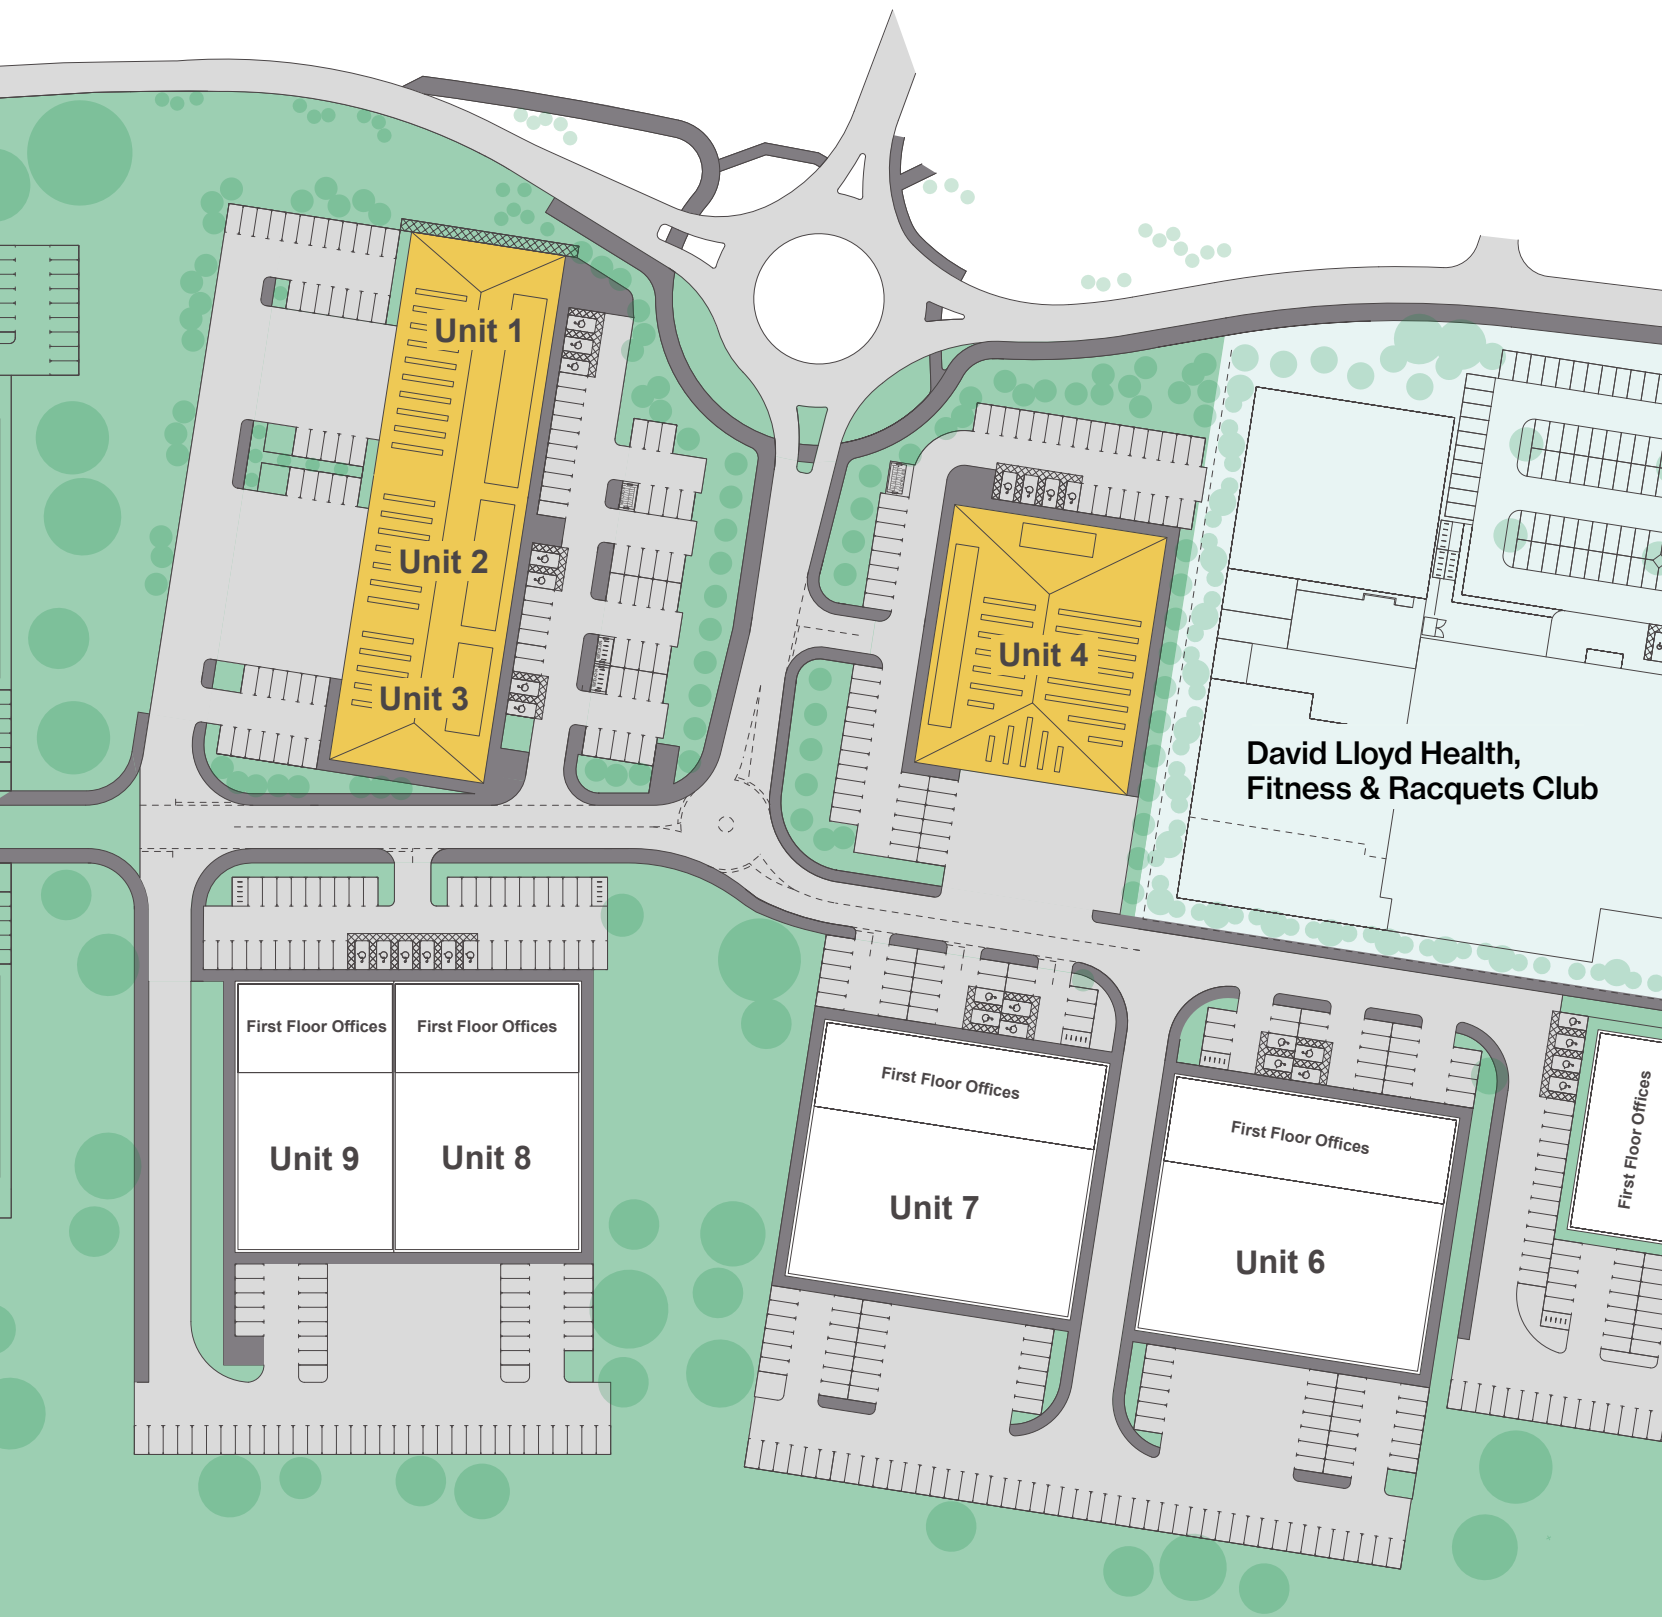 Unit 1
Unit 2
Unit 3
Unit 4
David Lloyd Health,
Fitness & Racquets Club
First Floor Offices
First Floor Offices
Unit 9
Unit 8
First Floor Offices
Unit 7
First Floor Offices
Unit 6
First Floor Offices